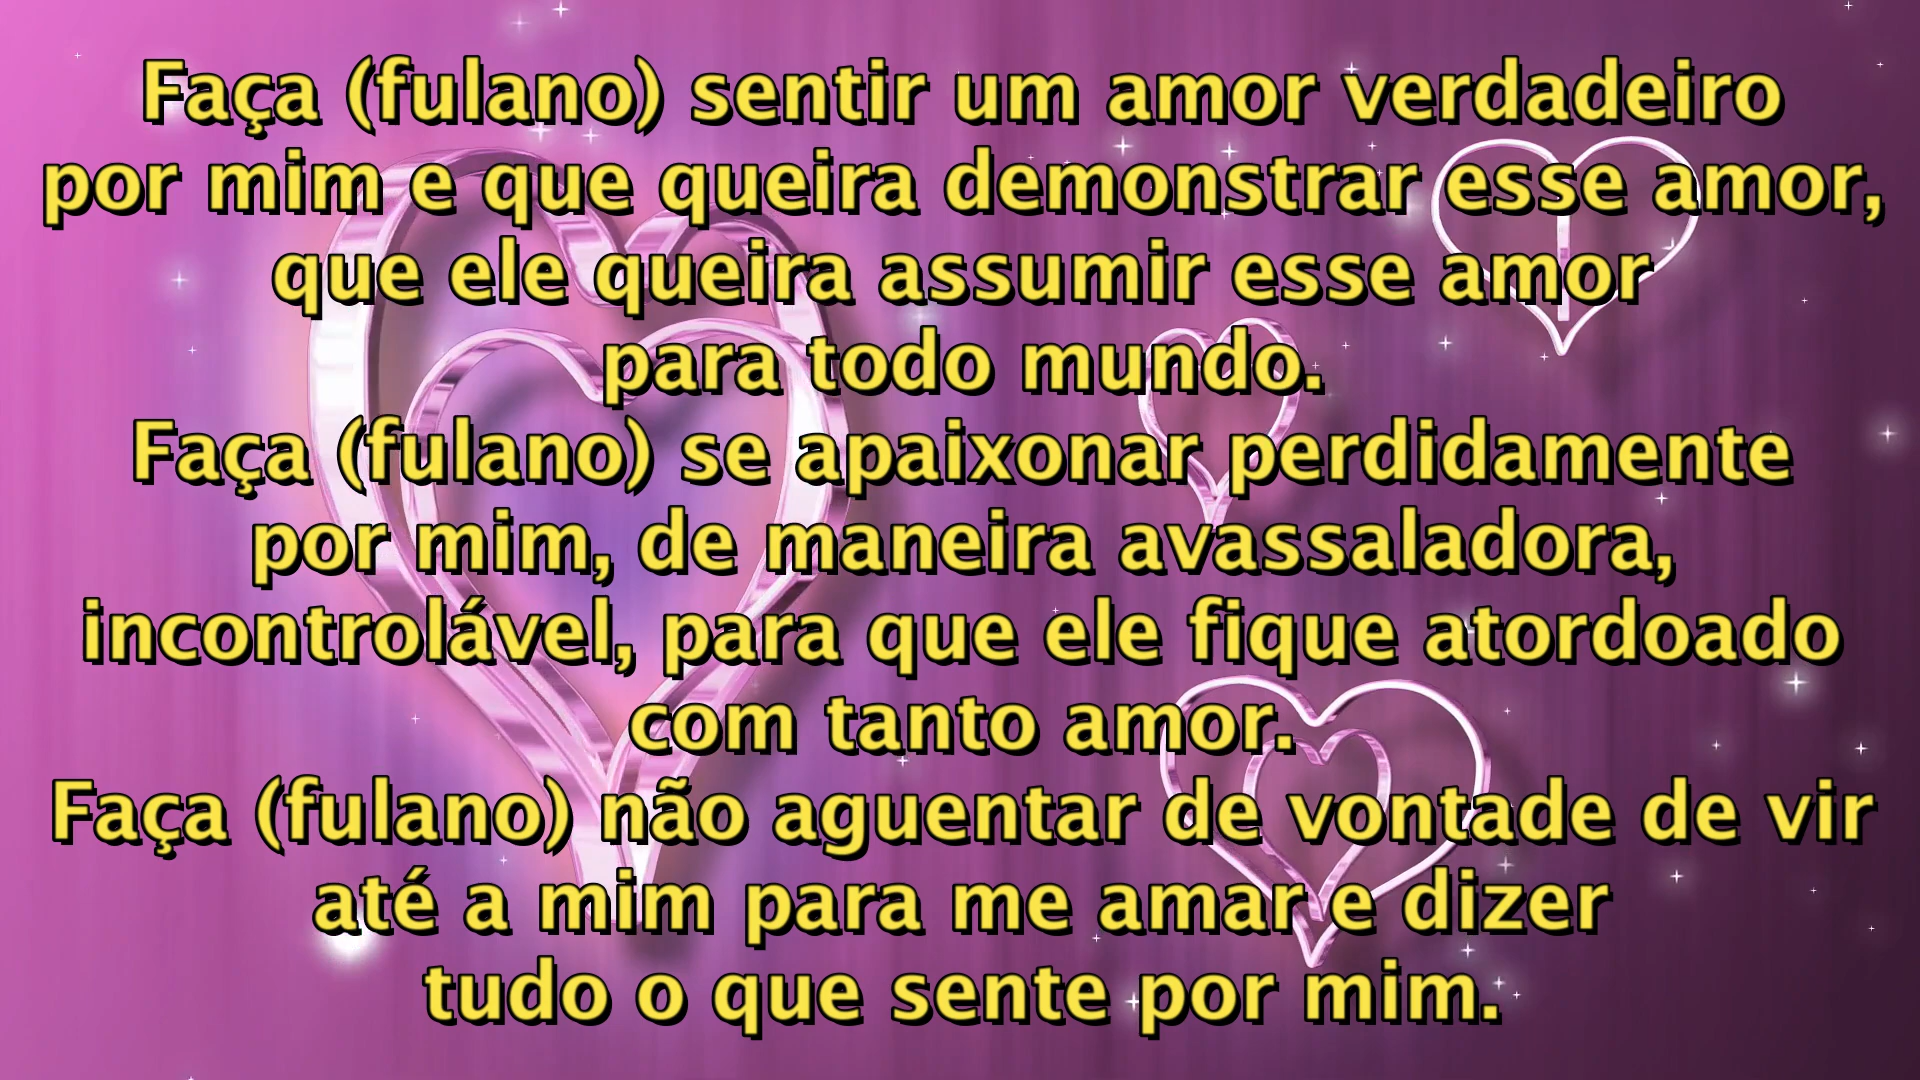 Faça (fulano) sentir um amor verdadeiro
por mim e que queira demonstrar esse amor,
que ele queira assumir esse amor
para todo mundo.
Faça (fulano) se apaixonar perdidamente
por mim, de maneira avassaladora,
incontrolável, para que ele fique atordoado
com tanto amor.
Faça (fulano) não aguentar de vontade de vir
até a mim para me amar e dizer
tudo o que sente por mim.